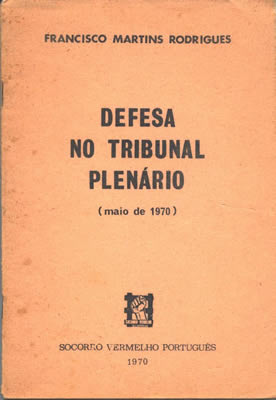 FRANCISCO MARTINS RODRIGUES
DEFESA
NO TRIBUNAL
PLENÁRIO
(maio de 1970)
SOCORRO VERMELHO PORTUGUÊS
1970